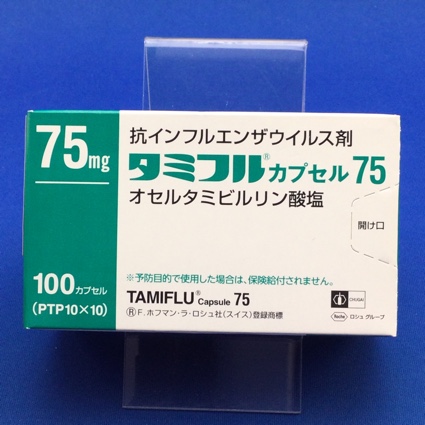 75mg
抗インフルエンザウイルス剤
タミフル®カプセル75
オセルタミビルリン酸塩
開け口
100カプセル
(PTP10×10)
※予防目的で使用した場合は、保険給付されません。
TAMIFLU® Capsule 75
Ⓡ F.ホフマン・ラ・ロシュ社(スイス)登録商標
CHUGAI
Roche ロシュ グループ